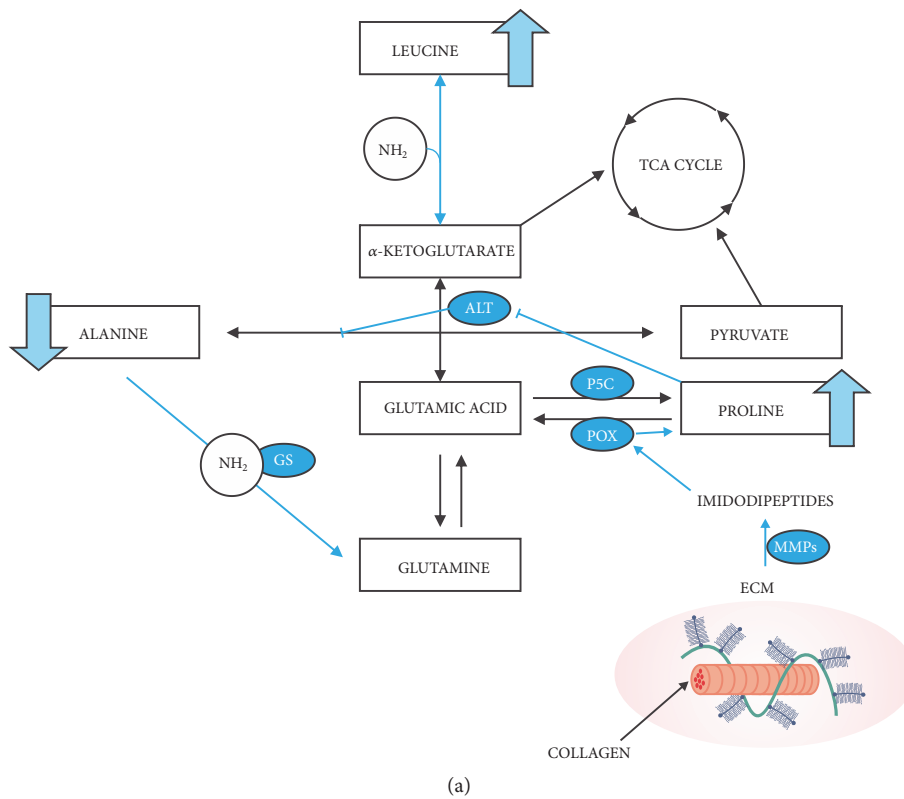 LEUCINE
NH₂
TCA CYCLE
α-KETOGLUTARATE
ALT
ALANINE
PYRUVATE
P5C
GLUTAMIC ACID
PROLINE
POX
NH₂
GS
IMIDODIPEPTIDES
MMPs
GLUTAMINE
ECM
COLLAGEN
(a)